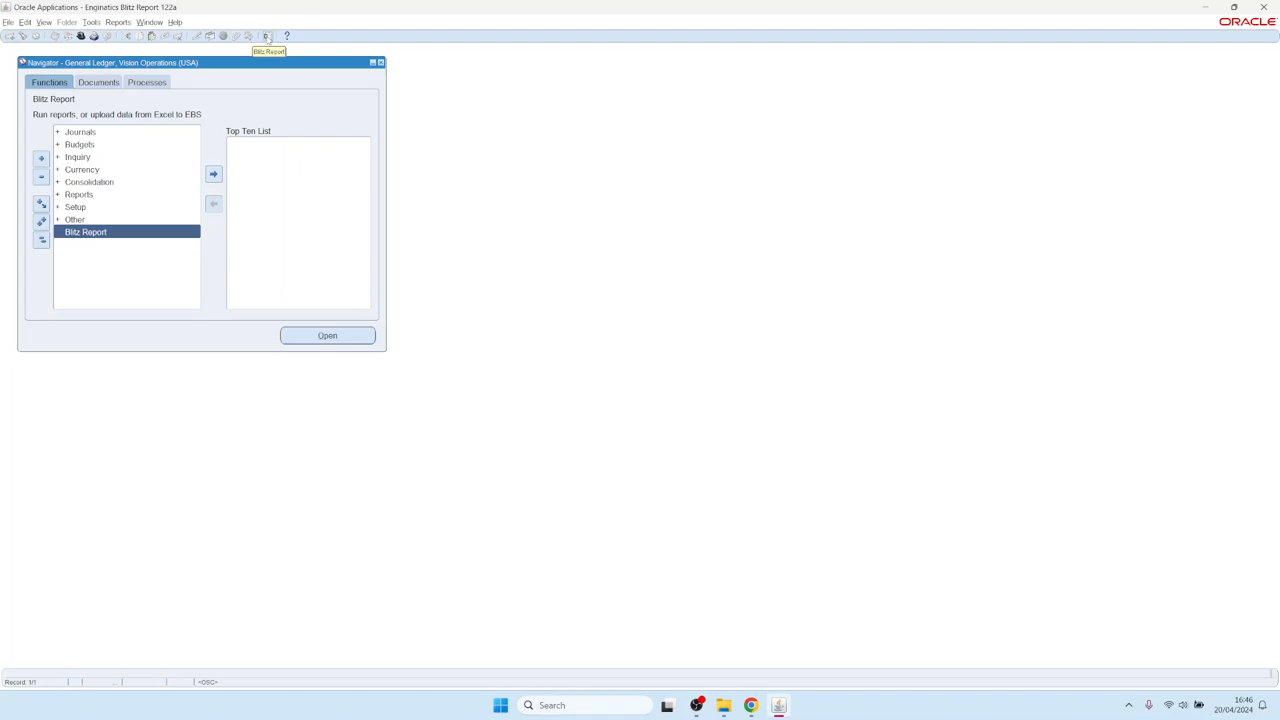 Oracle Applications - Enginatics Blitz Report 122a
File Edit View Folder Tools Reports Window Help
ORACLE
?
Blitz Report
Navigator - General Ledger, Vision Operations (USA)
Functions Documents Processes
Blitz Report
Run reports, or upload data from Excel to EBS
Top Ten List
+ Journals
+ Budgets
+ Inquiry
+ Currency
+ Consolidation
+ Reports
+ Setup
+ Other
Blitz Report
Open
Record: 1/1 ... <OSC>
Search
16:46
20/04/2024